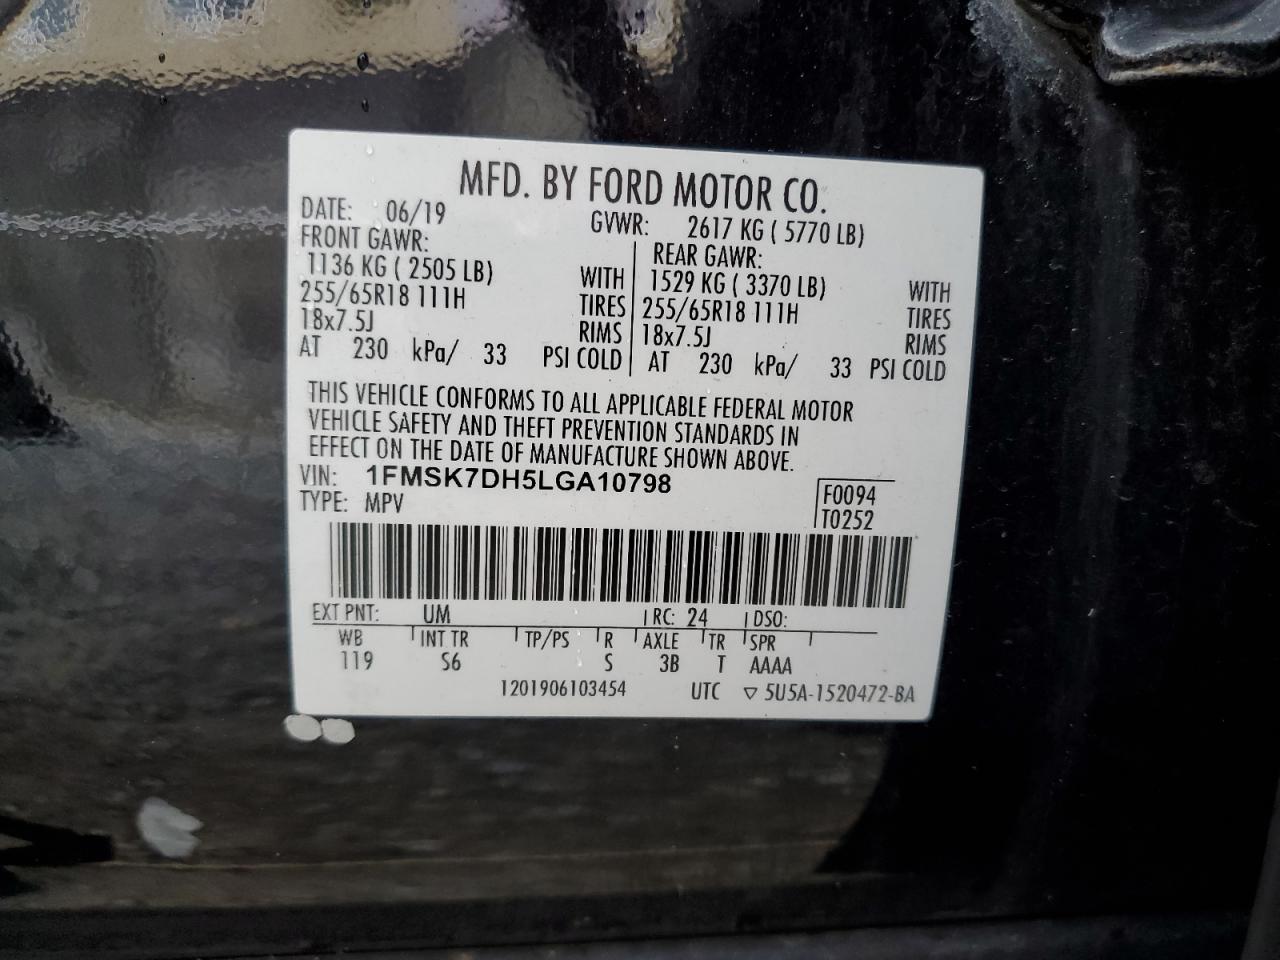 MFD. BY FORD MOTOR CO.
DATE: 06/19 GVWR: 2617 KG ( 5770 LB)
FRONT GAWR: REAR GAWR:
1136 KG ( 2505 LB) WITH 1529 KG ( 3370 LB) WITH
255/65R18 111H TIRES 255/65R18 111H TIRES
18x7.5J RIMS 18x7.5J RIMS
AT 230 kPa/ 33 PSI COLD AT 230 kPa/ 33 PSI COLD
THIS VEHICLE CONFORMS TO ALL APPLICABLE FEDERAL MOTOR
VEHICLE SAFETY AND THEFT PREVENTION STANDARDS IN
EFFECT ON THE DATE OF MANUFACTURE SHOWN ABOVE.
VIN: 1FMSK7DH5LGA10798
TYPE: MPV
F0094
T0252
EXT PNT: UM RC: 24 DSO:
WB INT TR TP/PS R AXLE TR SPR
119 S6 S 3B T AAAA
1201906103454 UTC ▽ 5U5A-1520472-BA